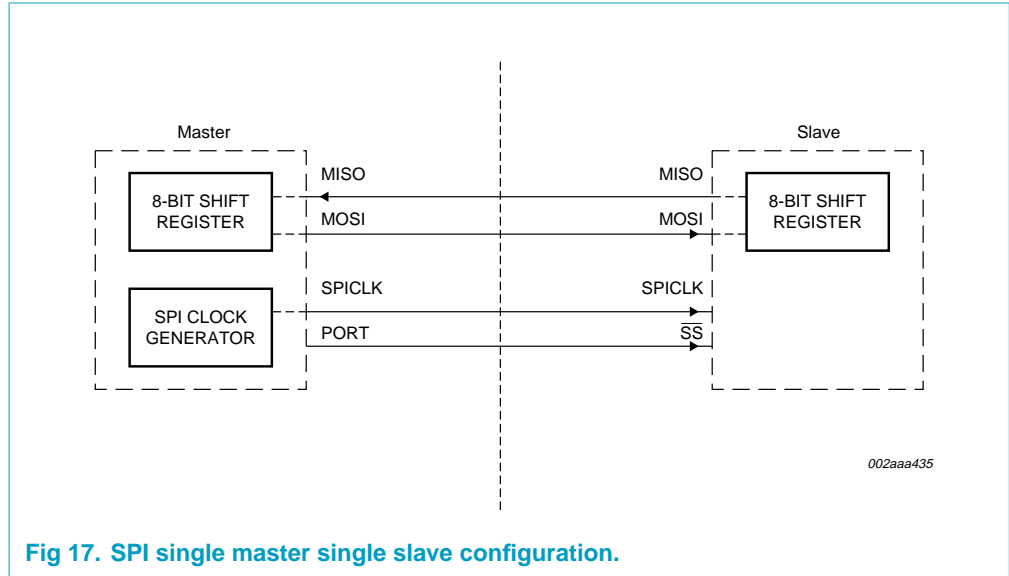 Master
Slave
8-BIT SHIFT
REGISTER
MISO
MISO
8-BIT SHIFT
REGISTER
MOSI
MOSI
SPI CLOCK
GENERATOR
SPICLK
SPICLK
PORT
S̅S̅
002aaa435
Fig 17. SPI single master single slave configuration.